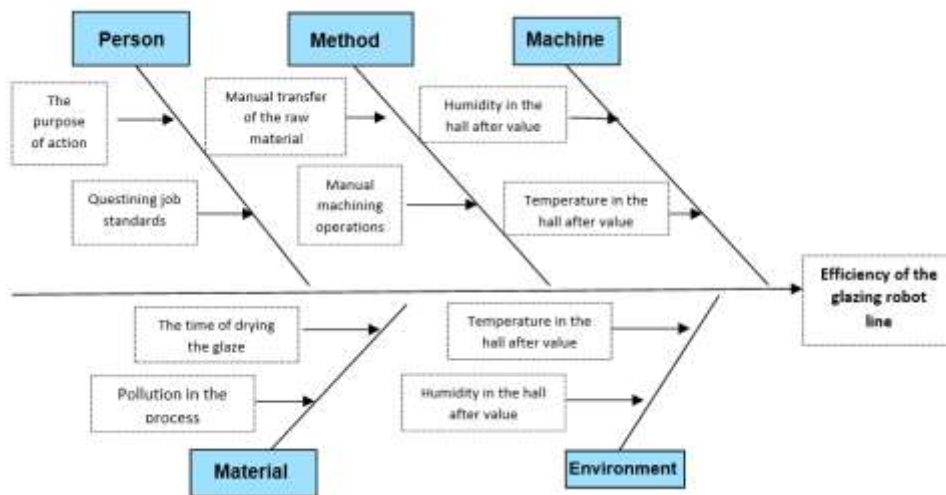 Person
Method
Machine
The
purpose
of action
Manual transfer
of the raw
material
Humidity in the
hall after value
Questining job
standards
Manual
machining
operations
Temperature in the
hall after value
Efficiency of the
glazing robot
line
The time of drying
the glaze
Temperature in the
hall after value
Pollution in the
process
Humidity in the hall
after value
Material
Environment